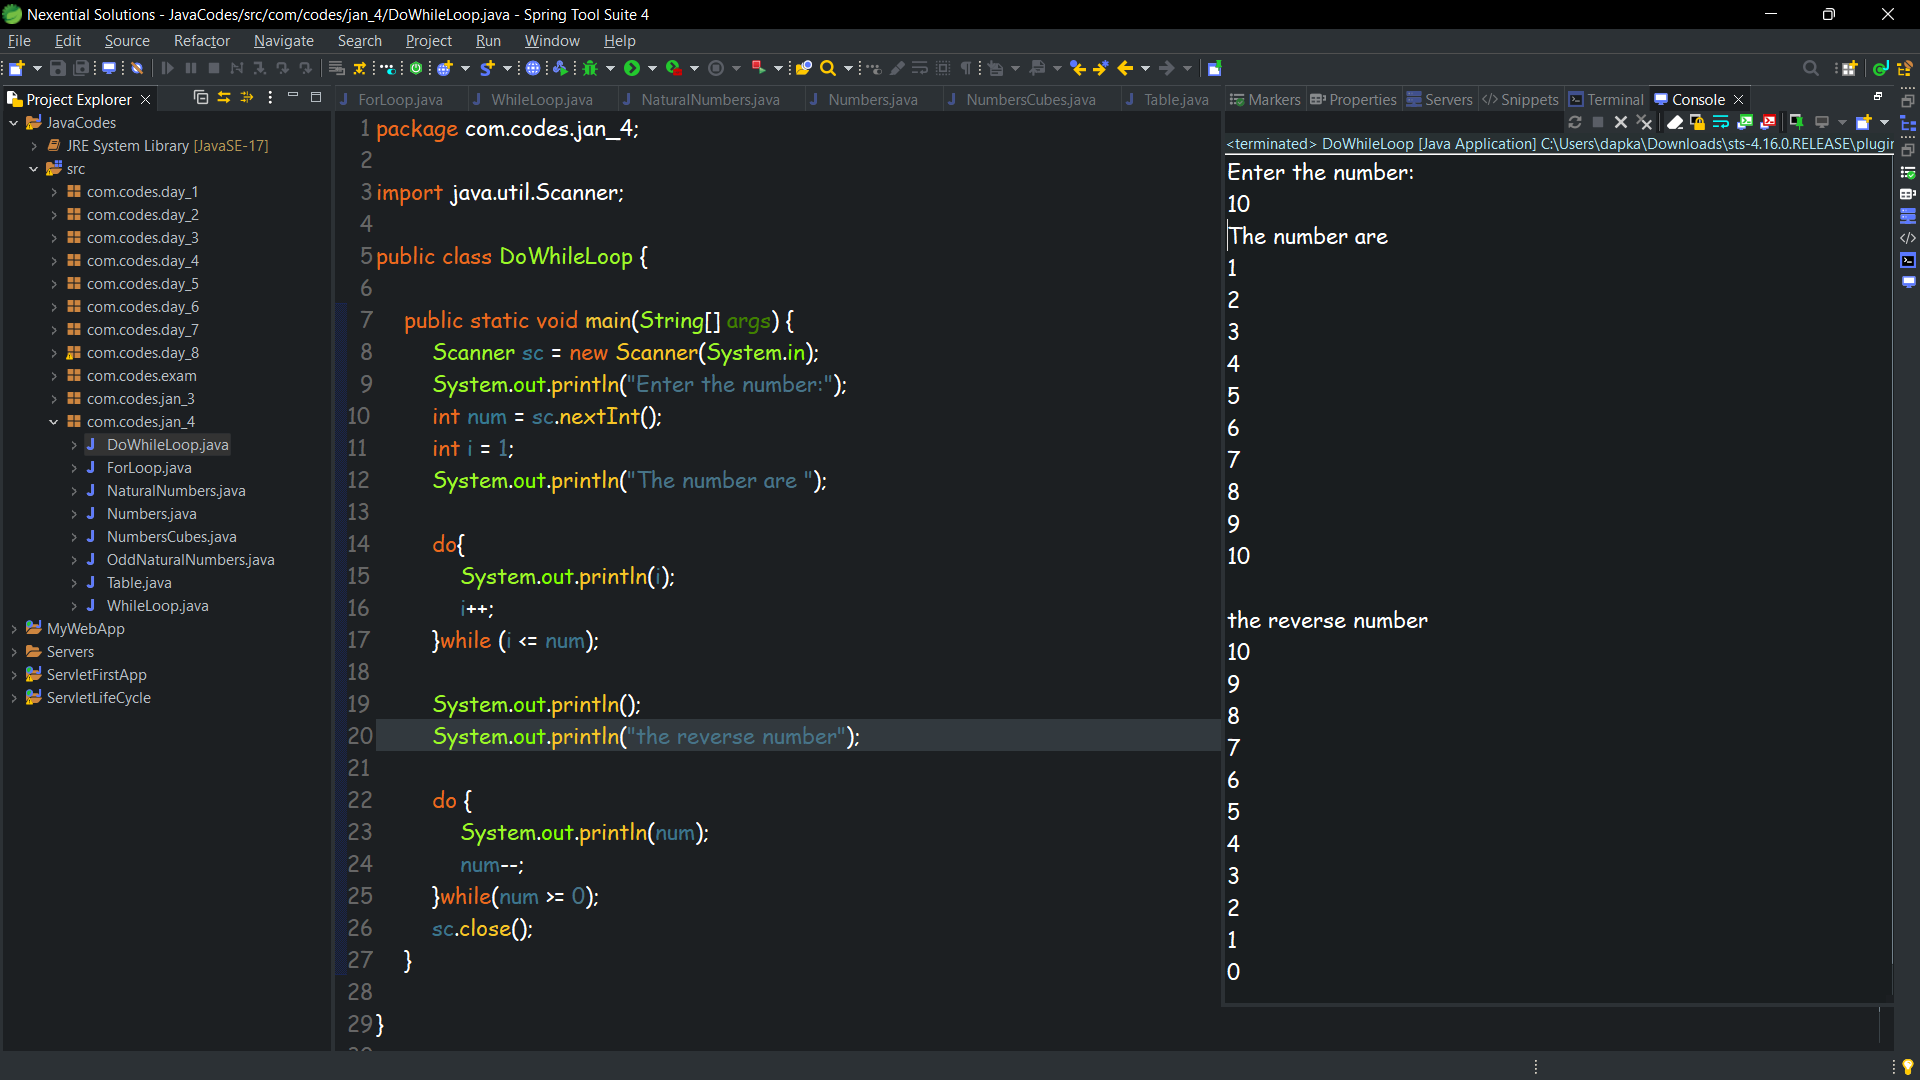 Nexential Solutions - JavaCodes/src/com/codes/jan_4/DoWhileLoop.java - Spring Tool Suite 4
File Edit Source Refactor Navigate Search Project Run Window Help
Project Explorer
JavaCodes
JRE System Library [JavaSE-17]
src
com.codes.day_1
com.codes.day_2
com.codes.day_3
com.codes.day_4
com.codes.day_5
com.codes.day_6
com.codes.day_7
com.codes.day_8
com.codes.exam
com.codes.jan_3
com.codes.jan_4
DoWhileLoop.java
ForLoop.java
NaturalNumbers.java
Numbers.java
NumbersCubes.java
OddNaturalNumbers.java
Table.java
WhileLoop.java
MyWebApp
Servers
ServletFirstApp
ServletLifeCycle
ForLoop.java WhileLoop.java NaturalNumbers.java Numbers.java NumbersCubes.java Table.java
1 package com.codes.jan_4;
2
3 import java.util.Scanner;
4
5 public class DoWhileLoop {
6
7 public static void main(String[] args) {
8 Scanner sc = new Scanner(System.in);
9 System.out.println("Enter the number:");
10 int num = sc.nextInt();
11 int i = 1;
12 System.out.println("The number are ");
13
14 do{
15 System.out.println(i);
16 i++;
17 }while (i <= num);
18
19 System.out.println();
20 System.out.println("the reverse number");
21
22 do {
23 System.out.println(num);
24 num--;
25 }while(num >= 0);
26 sc.close();
27 }
28
29 }
Markers Properties Servers Snippets Terminal Console
<terminated> DoWhileLoop [Java Application] C:\Users\dapka\Downloads\sts-4.16.0.RELEASE\plugin
Enter the number:
10
The number are
1
2
3
4
5
6
7
8
9
10
the reverse number
10
9
8
7
6
5
4
3
2
1
0